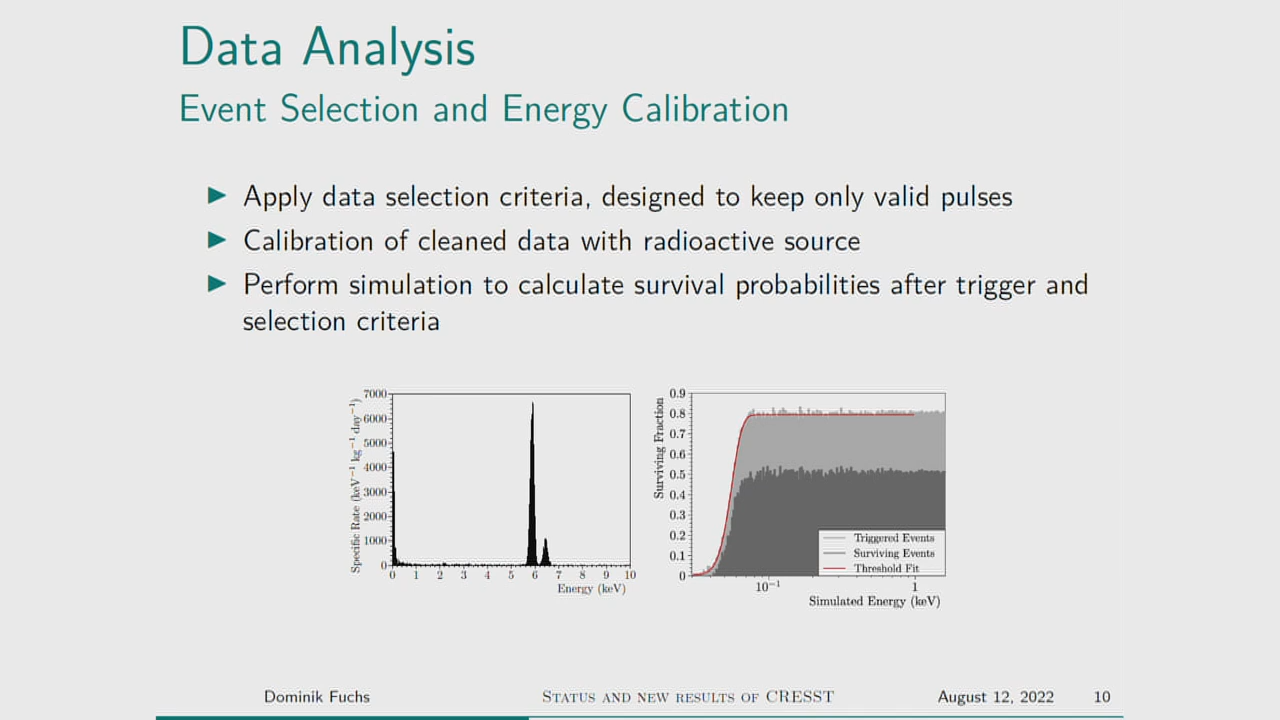 Data Analysis
Event Selection and Energy Calibration
Apply data selection criteria, designed to keep only valid pulses
Calibration of cleaned data with radioactive source
Perform simulation to calculate survival probabilities after trigger and
selection criteria
Specific Rate (keV⁻¹ kg⁻¹ day⁻¹)
7000
6000
5000
4000
3000
2000
1000
0
0 1 2 3 4 5 6 7 8 9 10
Energy (keV)
Surviving Fraction
0.9
0.8
0.7
0.6
0.5
0.4
0.3
0.2
0.1
0
Triggered Events
Surviving Events
Threshold Fit
10⁻¹ 1
Simulated Energy (keV)
Dominik Fuchs STATUS AND NEW RESULTS OF CRESST August 12, 2022 10